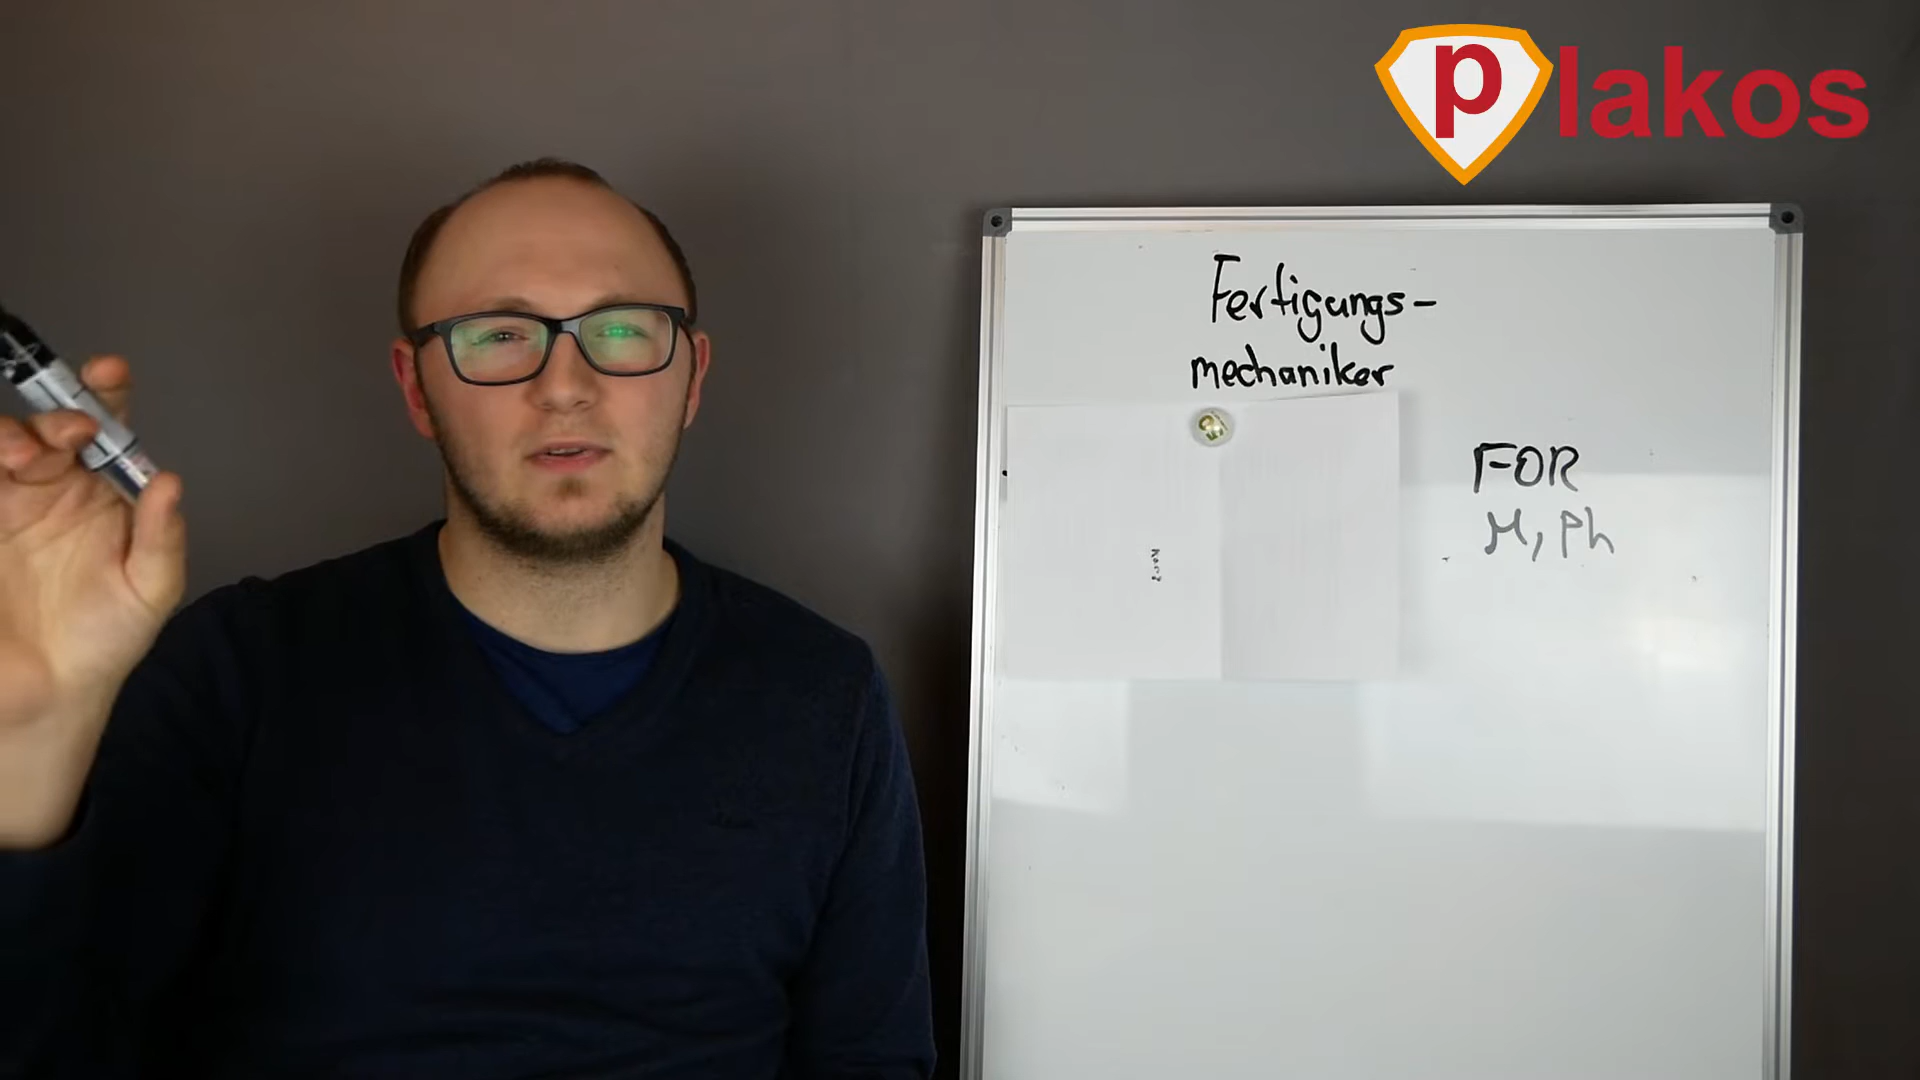 plakos
Fertigungs-
mechaniker
FOR
M, Ph